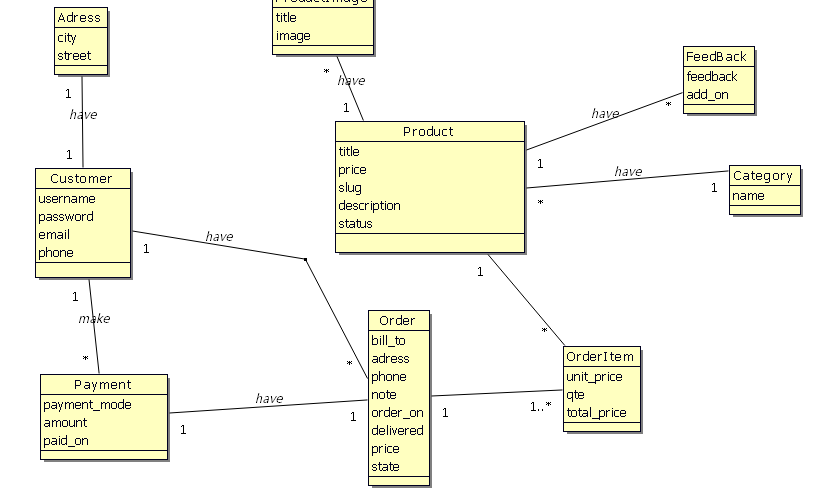 Adress
city
street
ProductImage
title
image
FeedBack
feedback
add_on
*
have
1
1
have
1
Product
title
price
slug
description
status
have
*
1
have
1
*
Category
name
Customer
username
password
email
phone
1
have
1
*
1
make
*
1
*
Order
bill_to
adress
phone
note
order_on
delivered
price
state
OrderItem
unit_price
qte
total_price
Payment
payment_mode
amount
paid_on
have
1
1
1
1..*